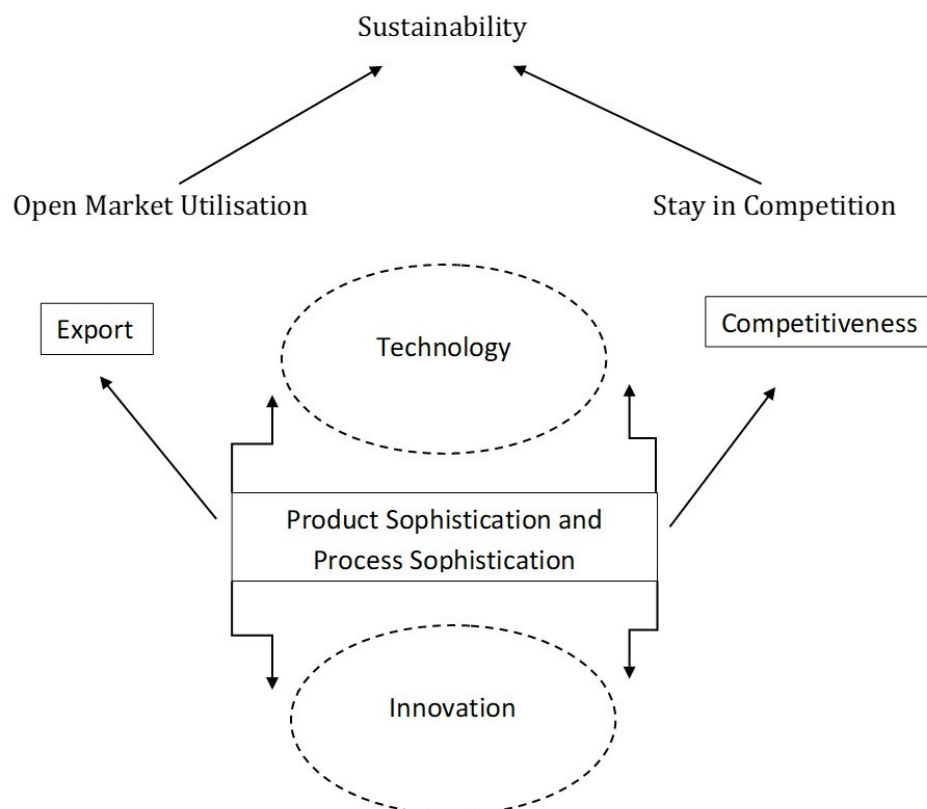 Sustainability
Open Market Utilisation
Stay in Competition
Export
Technology
Competitiveness
Product Sophistication and
Process Sophistication
Innovation